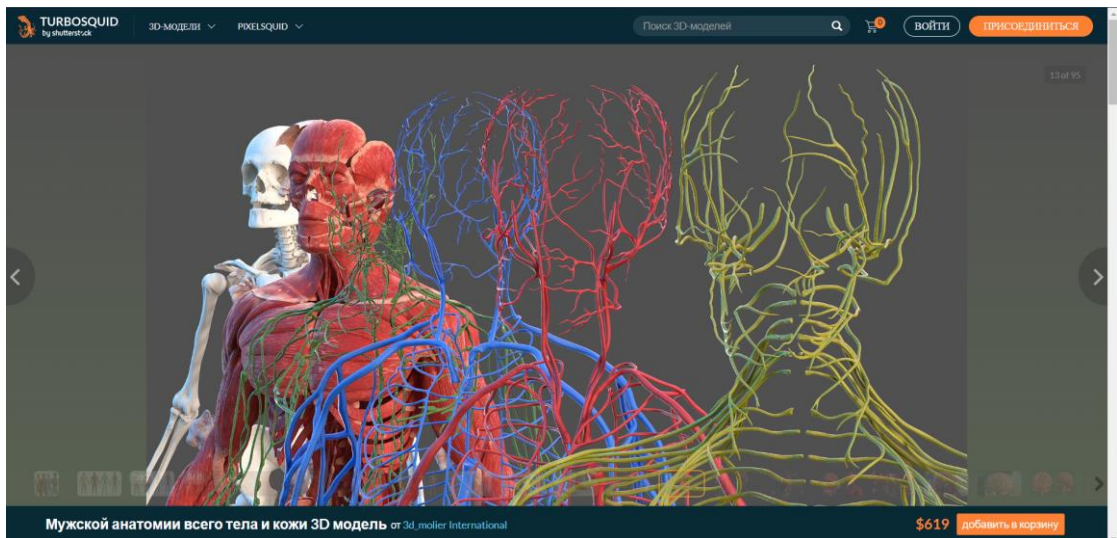 TURBOSQUID
by shutterstock
3D-МОДЕЛИ
PIXELSQUID
Поиск 3D-моделей
0
ВОЙТИ
ПРИСОЕДИНИТЬСЯ
13 of 95
Мужской анатомии всего тела и кожи 3D модель от 3d_molier International
$619
добавить в корзину